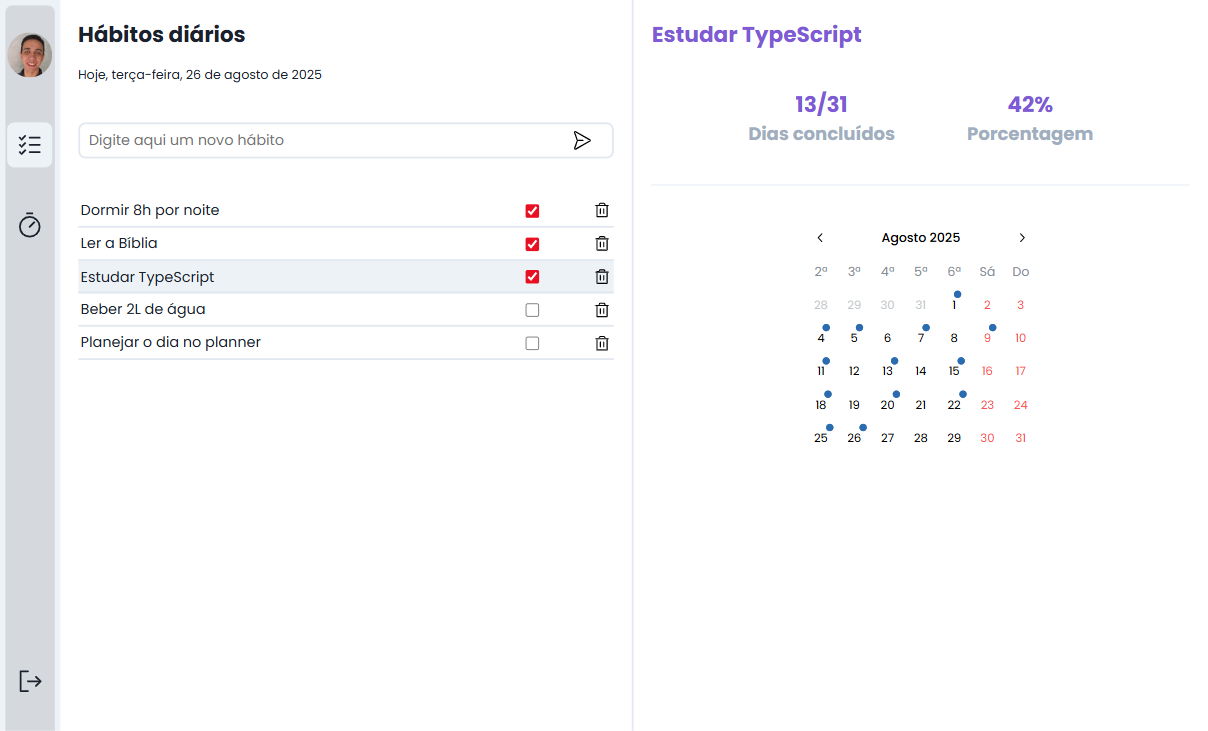 Hábitos diários
Hoje, terça-feira, 26 de agosto de 2025
Digite aqui um novo hábito
Dormir 8h por noite
Ler a Bíblia
Estudar TypeScript
Beber 2L de água
Planejar o dia no planner
Estudar TypeScript
13/31 42%
Dias concluídos Porcentagem
Agosto 2025
2ª 3ª 4ª 5ª 6ª Sá Do
28 29 30 31 1 2 3
4 5 6 7 8 9 10
11 12 13 14 15 16 17
18 19 20 21 22 23 24
25 26 27 28 29 30 31